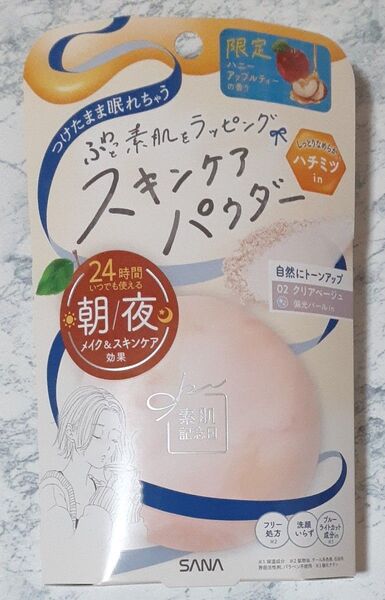 限定
ハニー
アップルティー
の香り
つけたまま眠れちゃう
ふわっと素肌をラッピング
スキンケア
パウダー
しっとりなめらか
ハチミツ
in
24時間
いつでも使える
朝/夜
メイク&スキンケア
効果
自然にトーンアップ
02 クリアベージュ
偏光パールin
素肌
記念日
フリー
処方
※2
洗顔
いらず
ブルー
ライトカット
成分in
※3
SANA